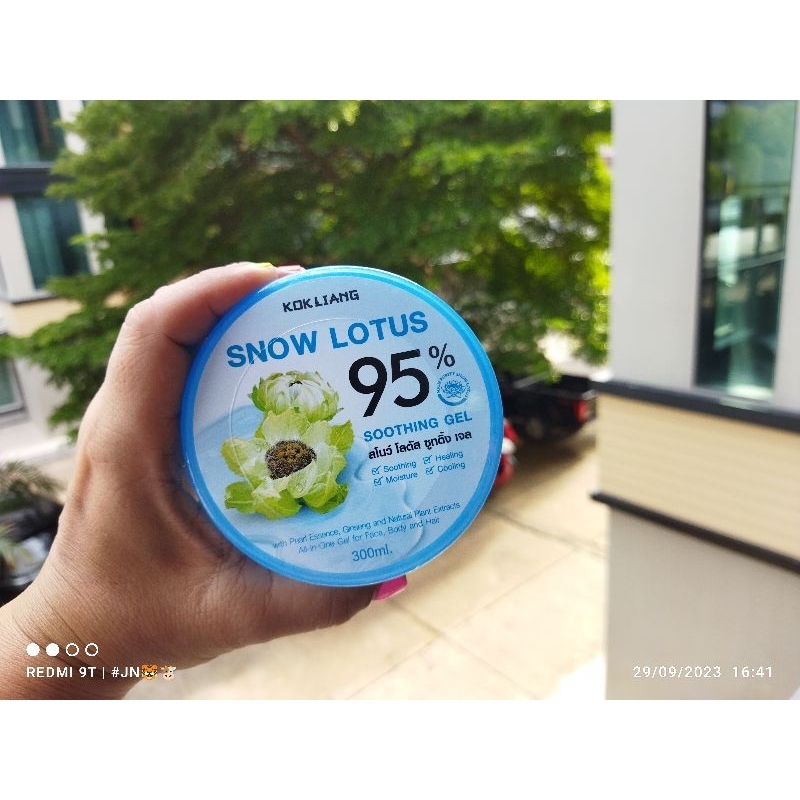 KOKLIANG
SNOW LOTUS
95%
SOOTHING GEL
สโนว์ โลตัส ซูทติ้ง เจล
Soothing Healing
Moisture Cooling
with Pearl Essence, Ginseng and Natural Plant Extracts
All-in-One Gel for Face, Body and Hair
300ml.
REDMI 9T | #JN🐯🐮
29/09/2023 16:41